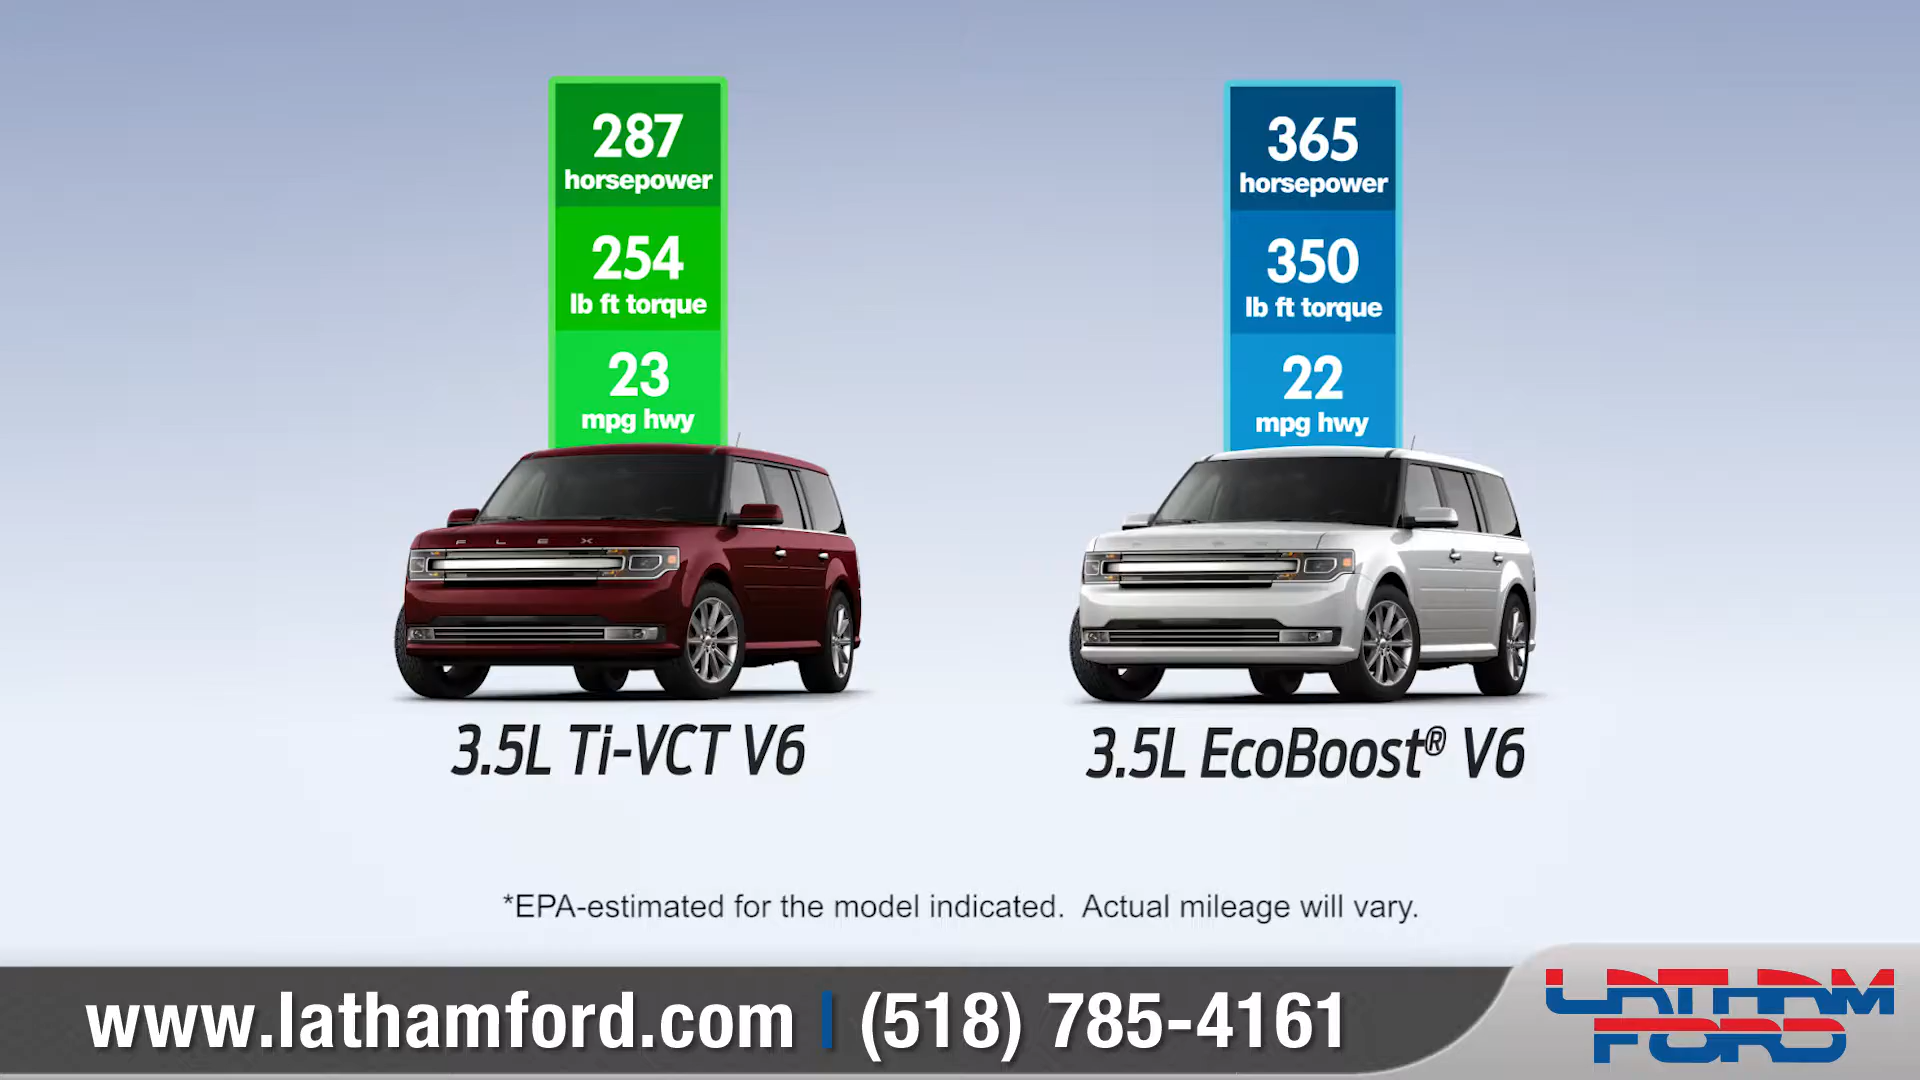 287
horsepower
254
lb ft torque
23
mpg hwy
365
horsepower
350
lb ft torque
22
mpg hwy
FLEX
3.5L Ti-VCT V6
3.5L EcoBoost® V6
*EPA-estimated for the model indicated.  Actual mileage will vary.
www.lathamford.com | (518) 785-4161
LATHAM
FORD